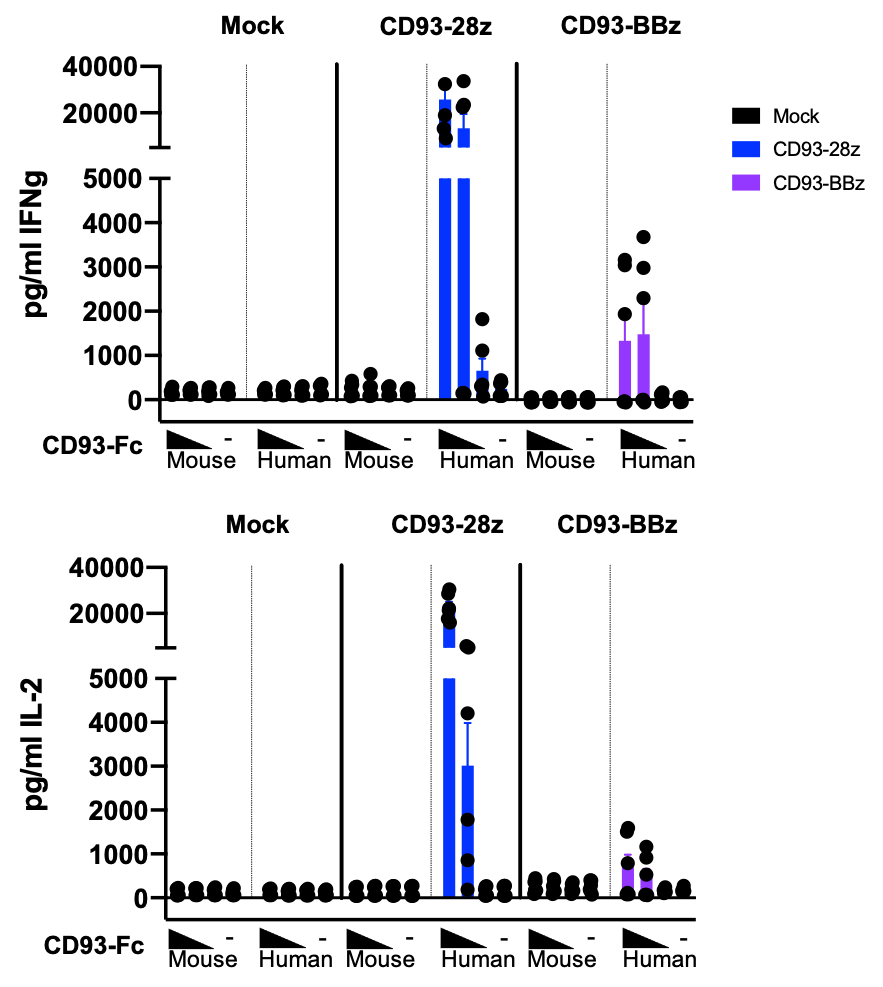 Mock CD93-28z CD93-BBz
40000
20000
5000
4000
3000
2000
1000
0
pg/ml IFNg
Mock
CD93-28z
CD93-BBz
CD93-Fc - - - - - -
Mouse Human Mouse Human Mouse Human
Mock CD93-28z CD93-BBz
40000
20000
5000
4000
3000
2000
1000
0
pg/ml IL-2
CD93-Fc - - - - - -
Mouse Human Mouse Human Mouse Human